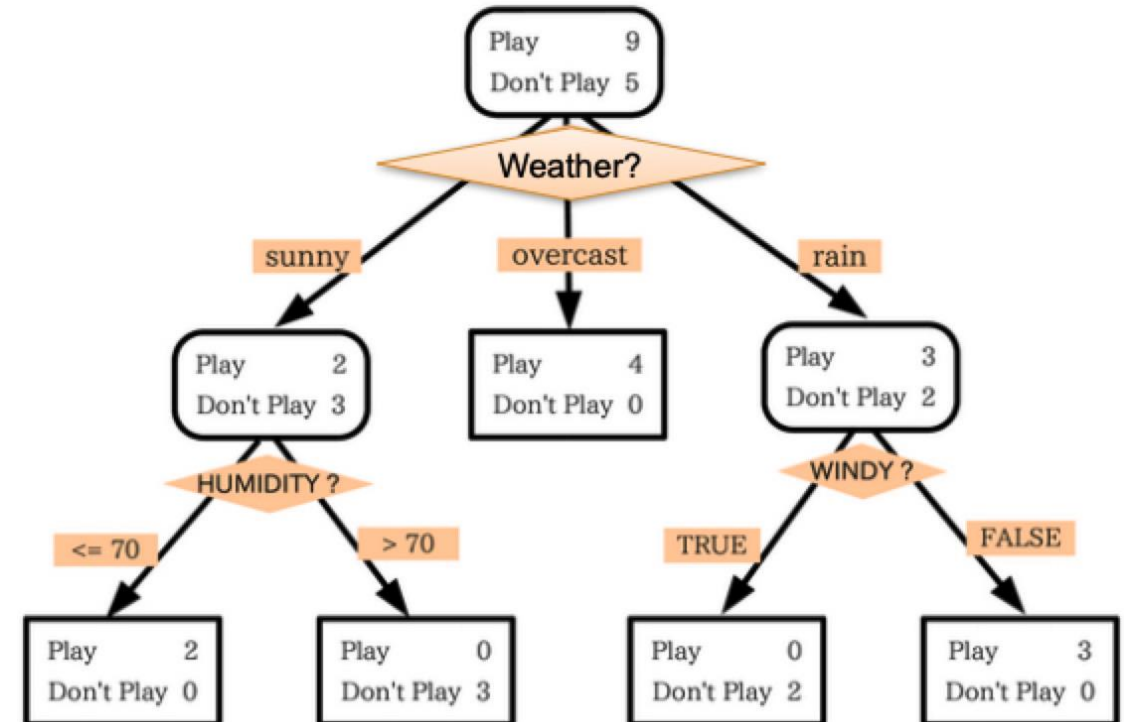 Play 9
Don't Play 5
Weather?
sunny
overcast
rain
Play 2
Don't Play 3
Play 4
Don't Play 0
Play 3
Don't Play 2
HUMIDITY ?
WINDY ?
<= 70
> 70
TRUE
FALSE
Play 2
Don't Play 0
Play 0
Don't Play 3
Play 0
Don't Play 2
Play 3
Don't Play 0